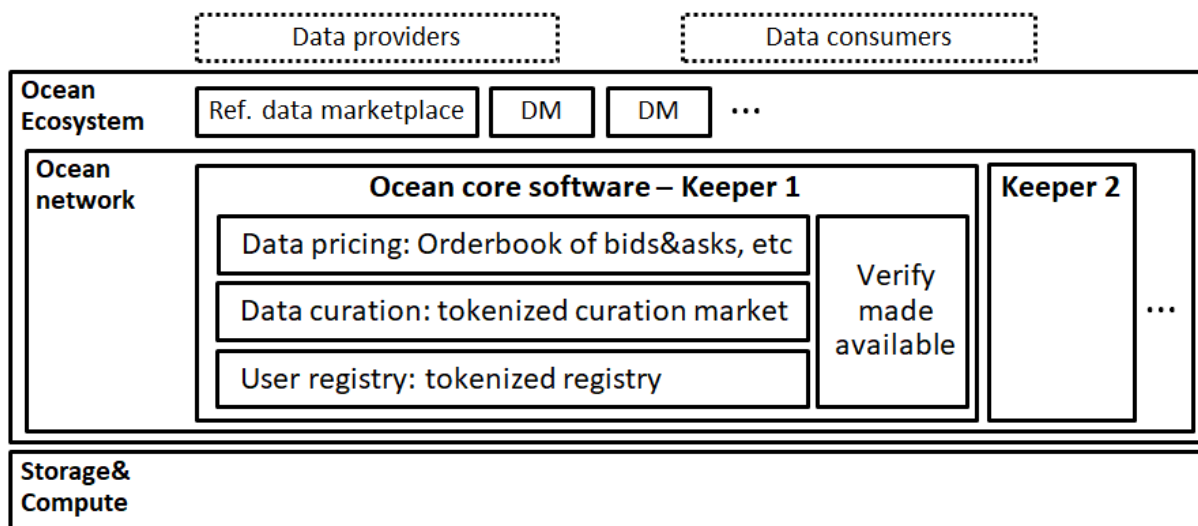 Data providers
Data consumers
Ocean
Ecosystem
Ref. data marketplace
DM
DM
...
Ocean
network
Ocean core software – Keeper 1
Data pricing: Orderbook of bids&asks, etc
Data curation: tokenized curation market
User registry: tokenized registry
Verify
made
available
Keeper 2
...
Storage&
Compute